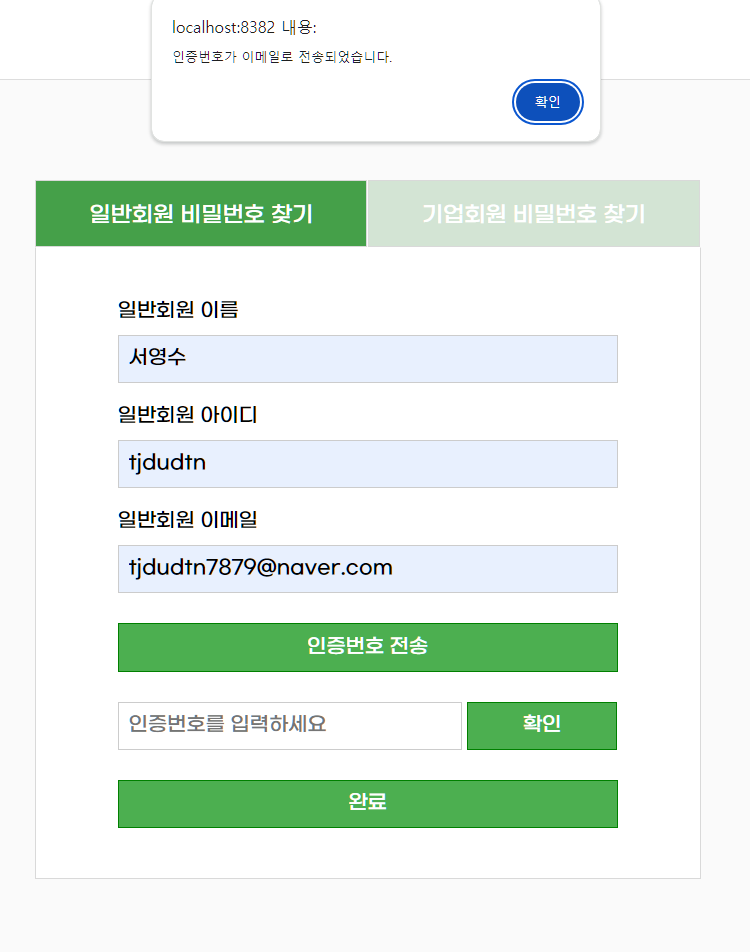 localhost:8382 내용:
인증번호가 이메일로 전송되었습니다.
확인
일반회원 비밀번호 찾기
기업회원 비밀번호 찾기
일반회원 이름
서영수
일반회원 아이디
tjdudtn
일반회원 이메일
tjdudtn7879@naver.com
인증번호 전송
인증번호를 입력하세요
확인
완료